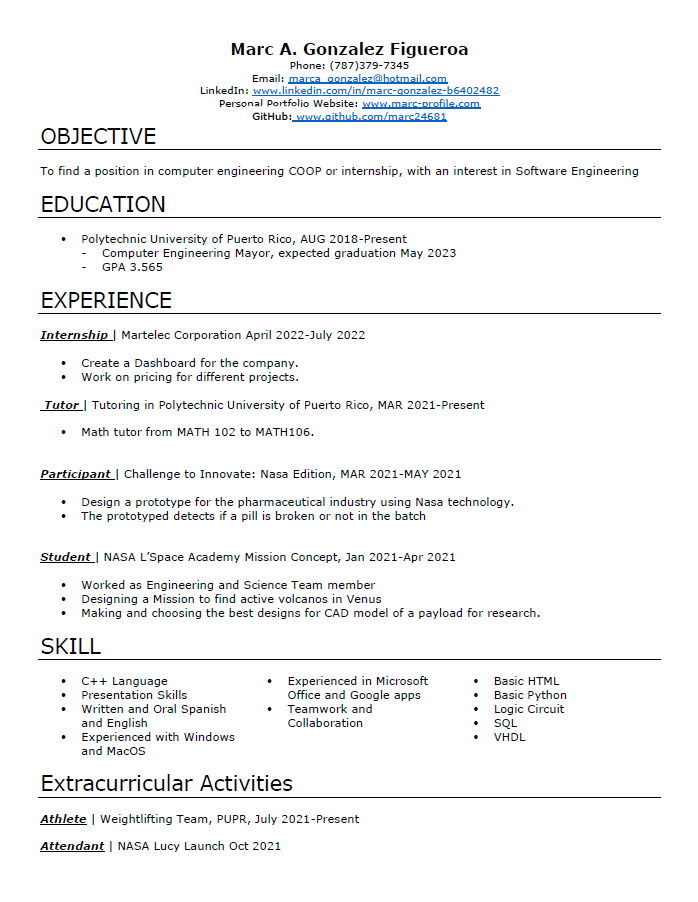 Marc A. Gonzalez Figueroa
Phone: (787)379-7345
Email: marca_gonzalez@hotmail.com
LinkedIn: www.linkedin.com/in/marc-gonzalez-b6402482
Personal Portfolio Website: www.marc-profile.com
GitHub: www.github.com/marc24681
OBJECTIVE
To find a position in computer engineering COOP or internship, with an interest in Software Engineering
EDUCATION
• Polytechnic University of Puerto Rico, AUG 2018-Present
- Computer Engineering Mayor, expected graduation May 2023
- GPA 3.565
EXPERIENCE
Internship | Martelec Corporation April 2022-July 2022
• Create a Dashboard for the company.
• Work on pricing for different projects.
Tutor | Tutoring in Polytechnic University of Puerto Rico, MAR 2021-Present
• Math tutor from MATH 102 to MATH106.
Participant | Challenge to Innovate: Nasa Edition, MAR 2021-MAY 2021
• Design a prototype for the pharmaceutical industry using Nasa technology.
• The prototyped detects if a pill is broken or not in the batch
Student | NASA L’Space Academy Mission Concept, Jan 2021-Apr 2021
• Worked as Engineering and Science Team member
• Designing a Mission to find active volcanos in Venus
• Making and choosing the best designs for CAD model of a payload for research.
SKILL
• C++ Language
• Presentation Skills
• Written and Oral Spanish
and English
• Experienced with Windows
and MacOS
• Experienced in Microsoft
Office and Google apps
• Teamwork and
Collaboration
• Basic HTML
• Basic Python
• Logic Circuit
• SQL
• VHDL
Extracurricular Activities
Athlete | Weightlifting Team, PUPR, July 2021-Present
Attendant | NASA Lucy Launch Oct 2021